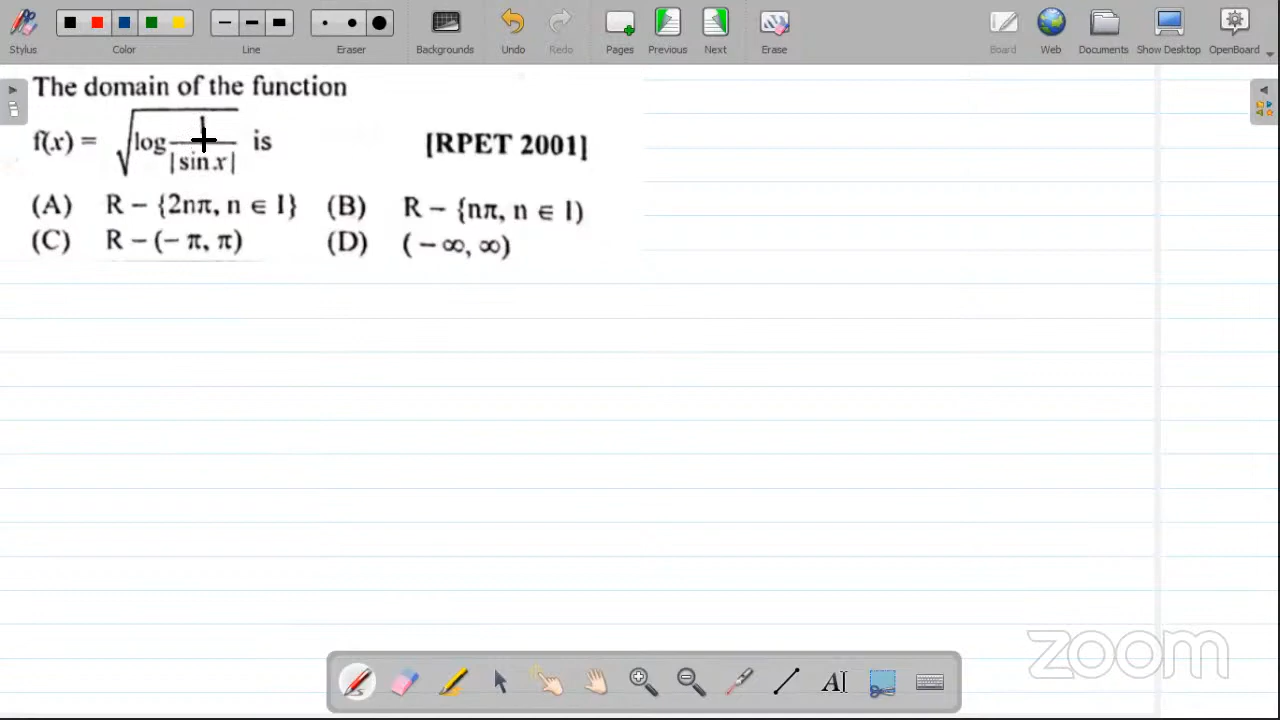 Stylus Color Line Eraser Backgrounds Undo Redo Pages Previous Next Erase Board Web Documents Show Desktop OpenBoard
The domain of the function
f(x) = √(log 1/|sin x|) is [RPET 2001]
(A) R – {2nπ, n ∈ I} (B) R – {nπ, n ∈ I)
(C) R – (– π, π) (D) (– ∞, ∞)
zoom